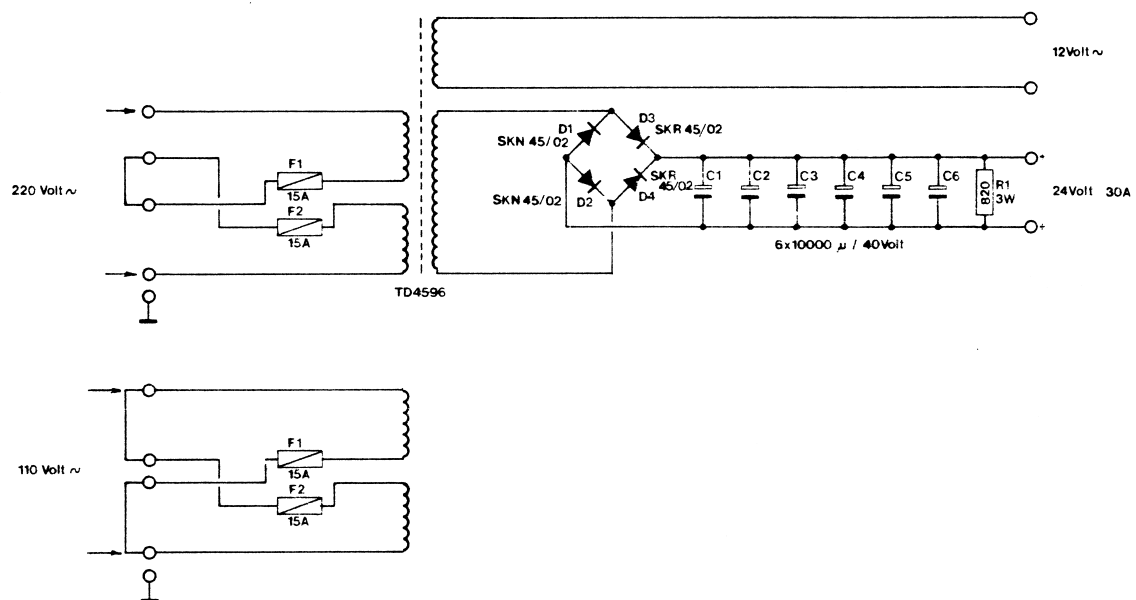 12Volt ~
D1
SKN 45/02
D3
SKR 45/02
220 Volt ~
F1
15A
F2
15A
SKN 45/02
D2
SKR
45/02
D4
C1
C2
C3
C4
C5
C6
820
R1
3W
+
24Volt 30A
+
6x10000 µ / 40Volt
TD4596
110 Volt ~
F1
15A
F2
15A